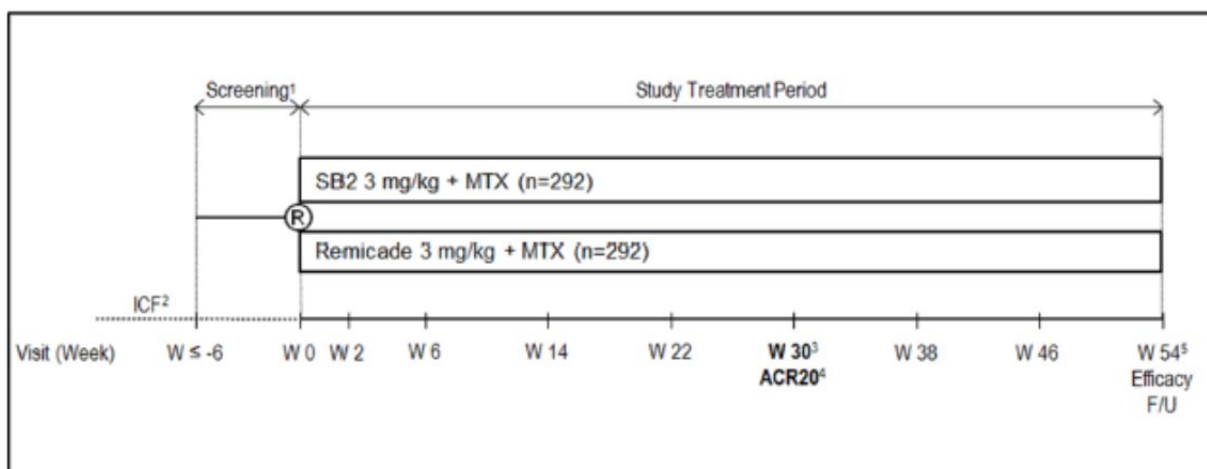 Screening¹
Study Treatment Period
SB2 3 mg/kg + MTX (n=292)
R
Remicade 3 mg/kg + MTX (n=292)
ICF²
Visit (Week) W ≤ -6 W 0 W 2 W 6 W 14 W 22 W 30³ W 38 W 46 W 54⁵
ACR20⁴ Efficacy
F/U